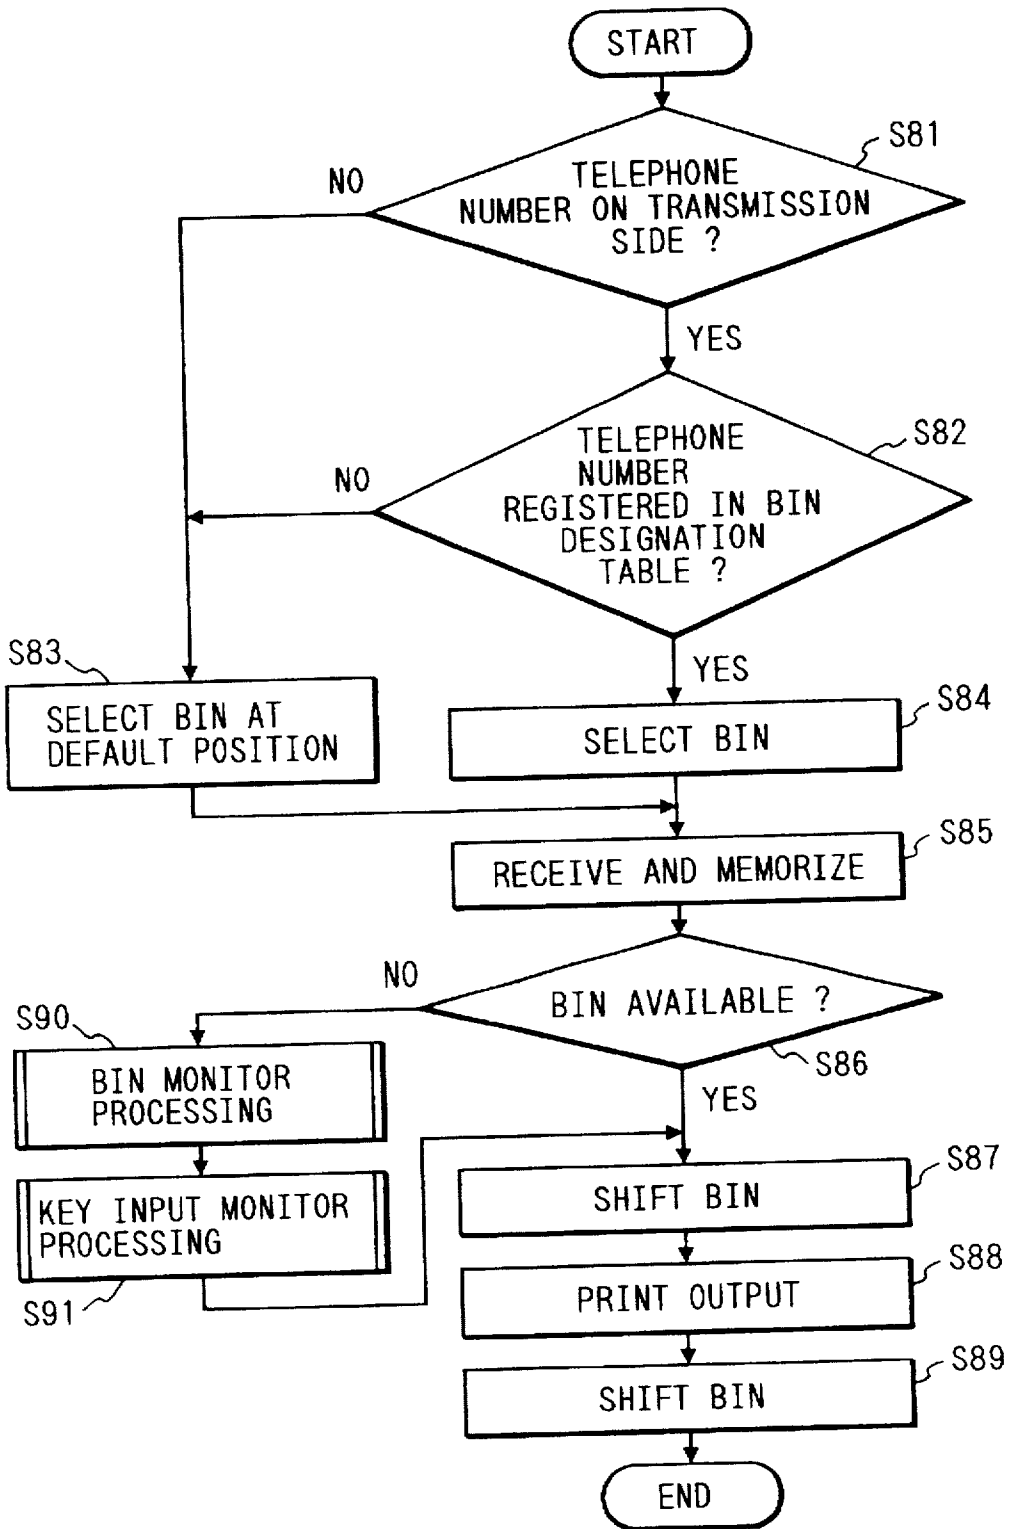 START
S81
NO
TELEPHONE
NUMBER ON TRANSMISSION
SIDE ?
YES
S82
NO
TELEPHONE
NUMBER
REGISTERED IN BIN
DESIGNATION
TABLE ?
YES
S83
SELECT BIN AT
DEFAULT POSITION
S84
SELECT BIN
S85
RECEIVE AND MEMORIZE
NO
BIN AVAILABLE ?
S86
YES
S90
BIN MONITOR
PROCESSING
KEY INPUT MONITOR
PROCESSING
S91
S87
SHIFT BIN
S88
PRINT OUTPUT
S89
SHIFT BIN
END